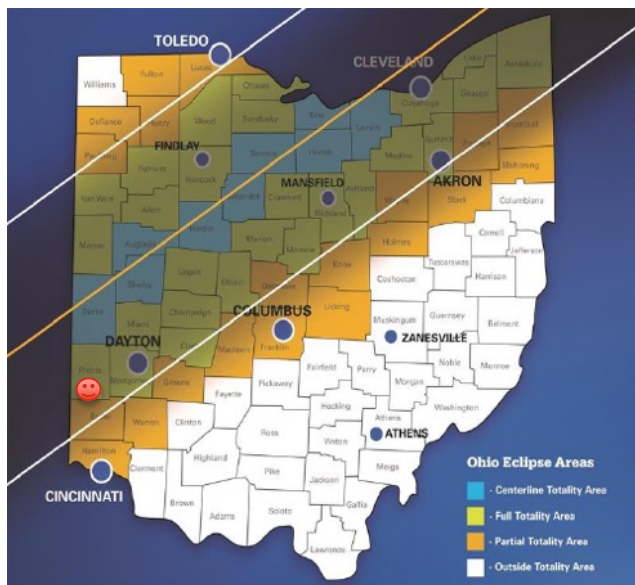 TOLEDO
CLEVELAND
Williams
Fulton
Ottawa
Lake
Ashtabula
Geauga
Cuyahoga
Defiance
Henry
Wood
Sandusky
Erie
Lorain
Trumbull
Paulding
FINDLAY
Seneca
Huron
Medina
Summit
Portage
Putnam
Hancock
MANSFIELD
Ashland
AKRON
Mahoning
Van Wert
Allen
Crawford
Richland
Wayne
Stark
Columbiana
Mercer
Auglaize
Hardin
Marion
Morrow
Holmes
Carroll
Jefferson
Logan
Union
Knox
Coshocton
Tuscarawas
Harrison
Shelby
Delaware
Darke
Miami
Champaign
COLUMBUS
Licking
Muskingum
Guernsey
Belmont
DAYTON
Madison
Franklin
ZANESVILLE
Preble
Greene
Fairfield
Perry
Noble
Monroe
Fayette
Pickaway
Morgan
Warren
Clinton
Hocking
Athens
Washington
Ross
Vinton
ATHENS
Hamilton
Highland
Meigs
CINCINNATI
Clermont
Pike
Jackson
Brown
Adams
Scioto
Gallia
Lawrence
Ohio Eclipse Areas
- Centerline Totality Area
- Full Totality Area
- Partial Totality Area
- Outside Totality Area